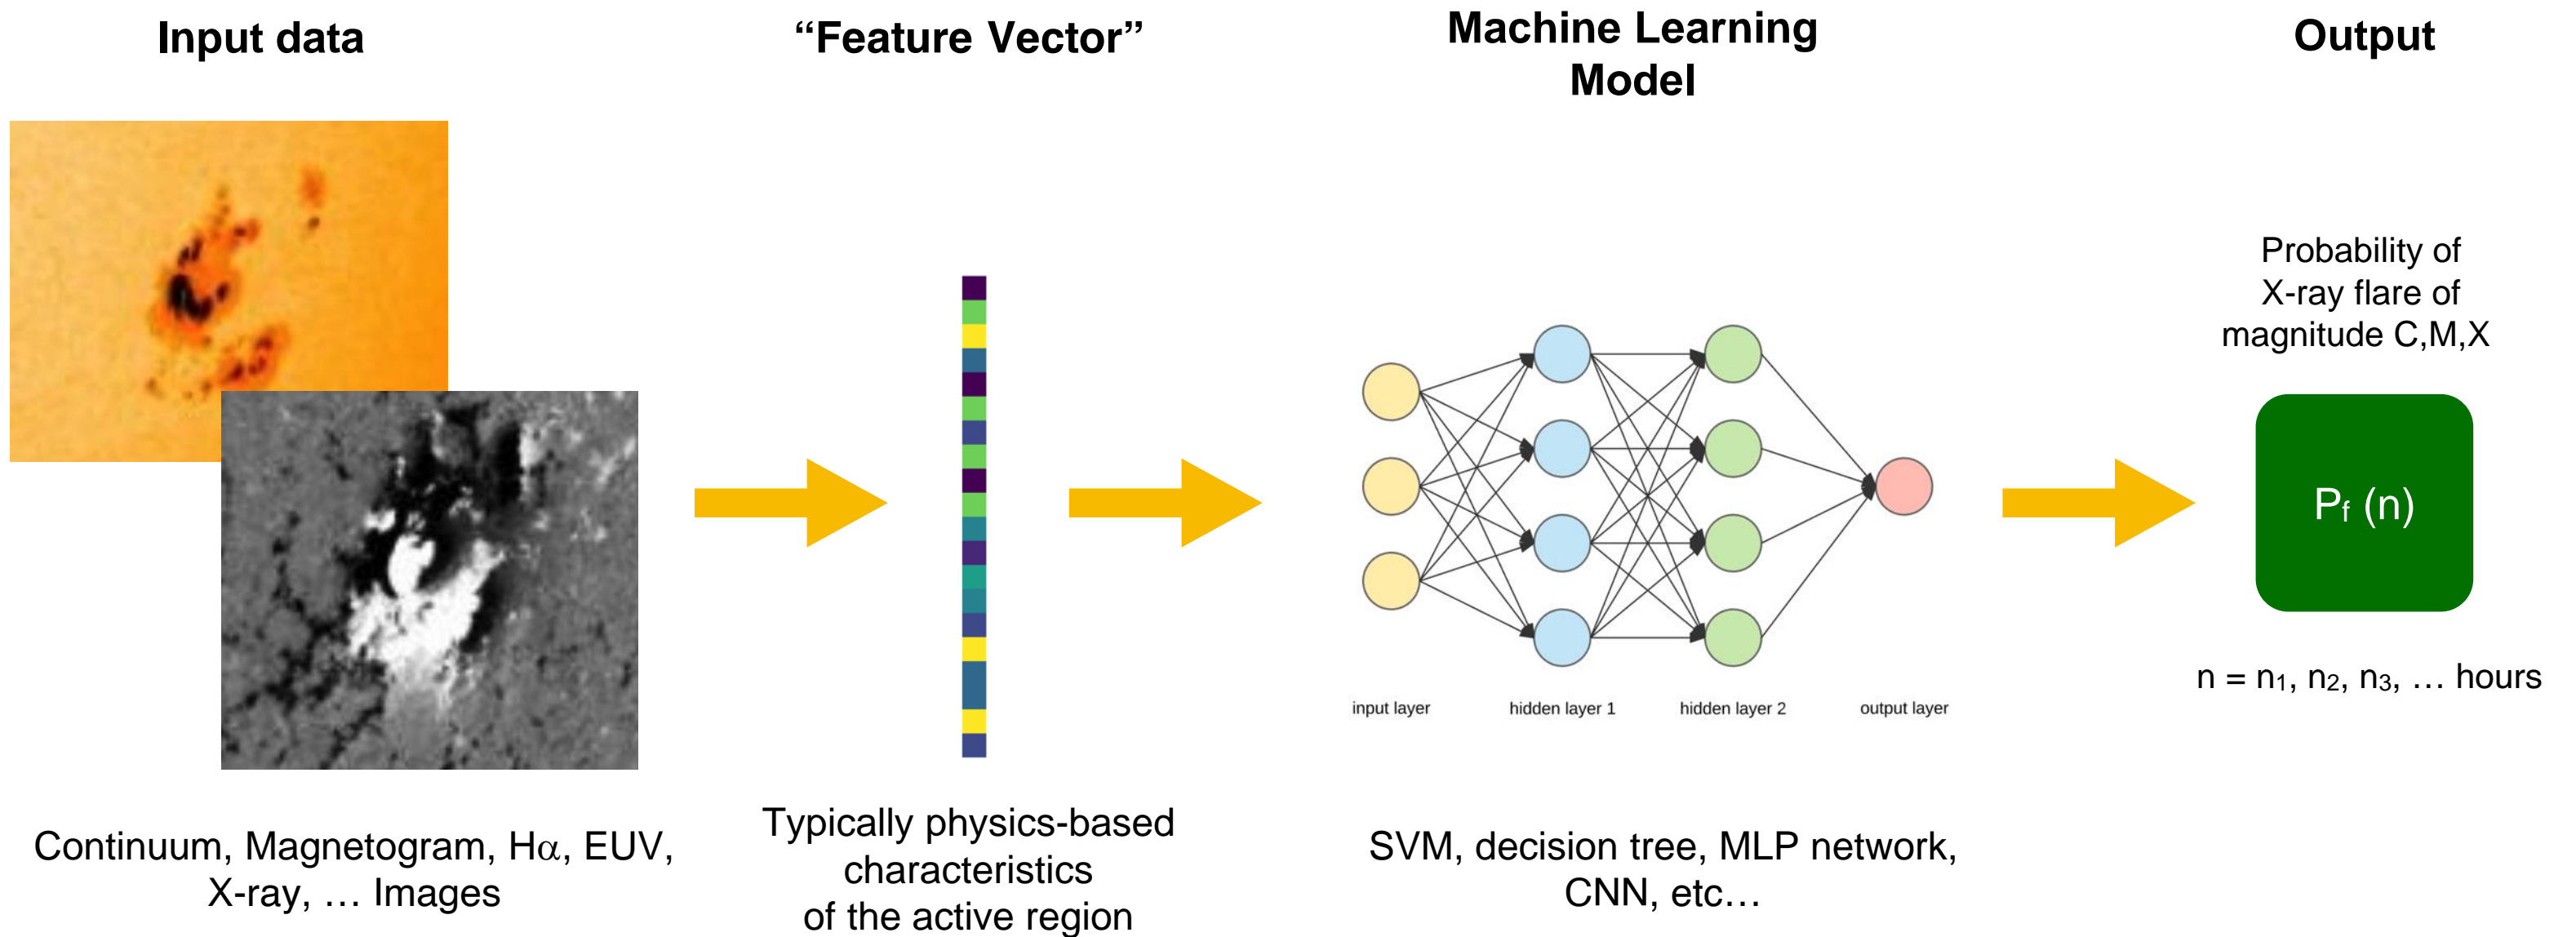 Input data
“Feature Vector”
Machine Learning
Model
Output
Probability of
X-ray flare of
magnitude C,M,X
Pf (n)
n = n1, n2, n3, … hours
input layer
hidden layer 1
hidden layer 2
output layer
Continuum, Magnetogram, Hα, EUV,
X-ray, … Images
Typically physics-based
characteristics
of the active region
SVM, decision tree, MLP network,
CNN, etc…